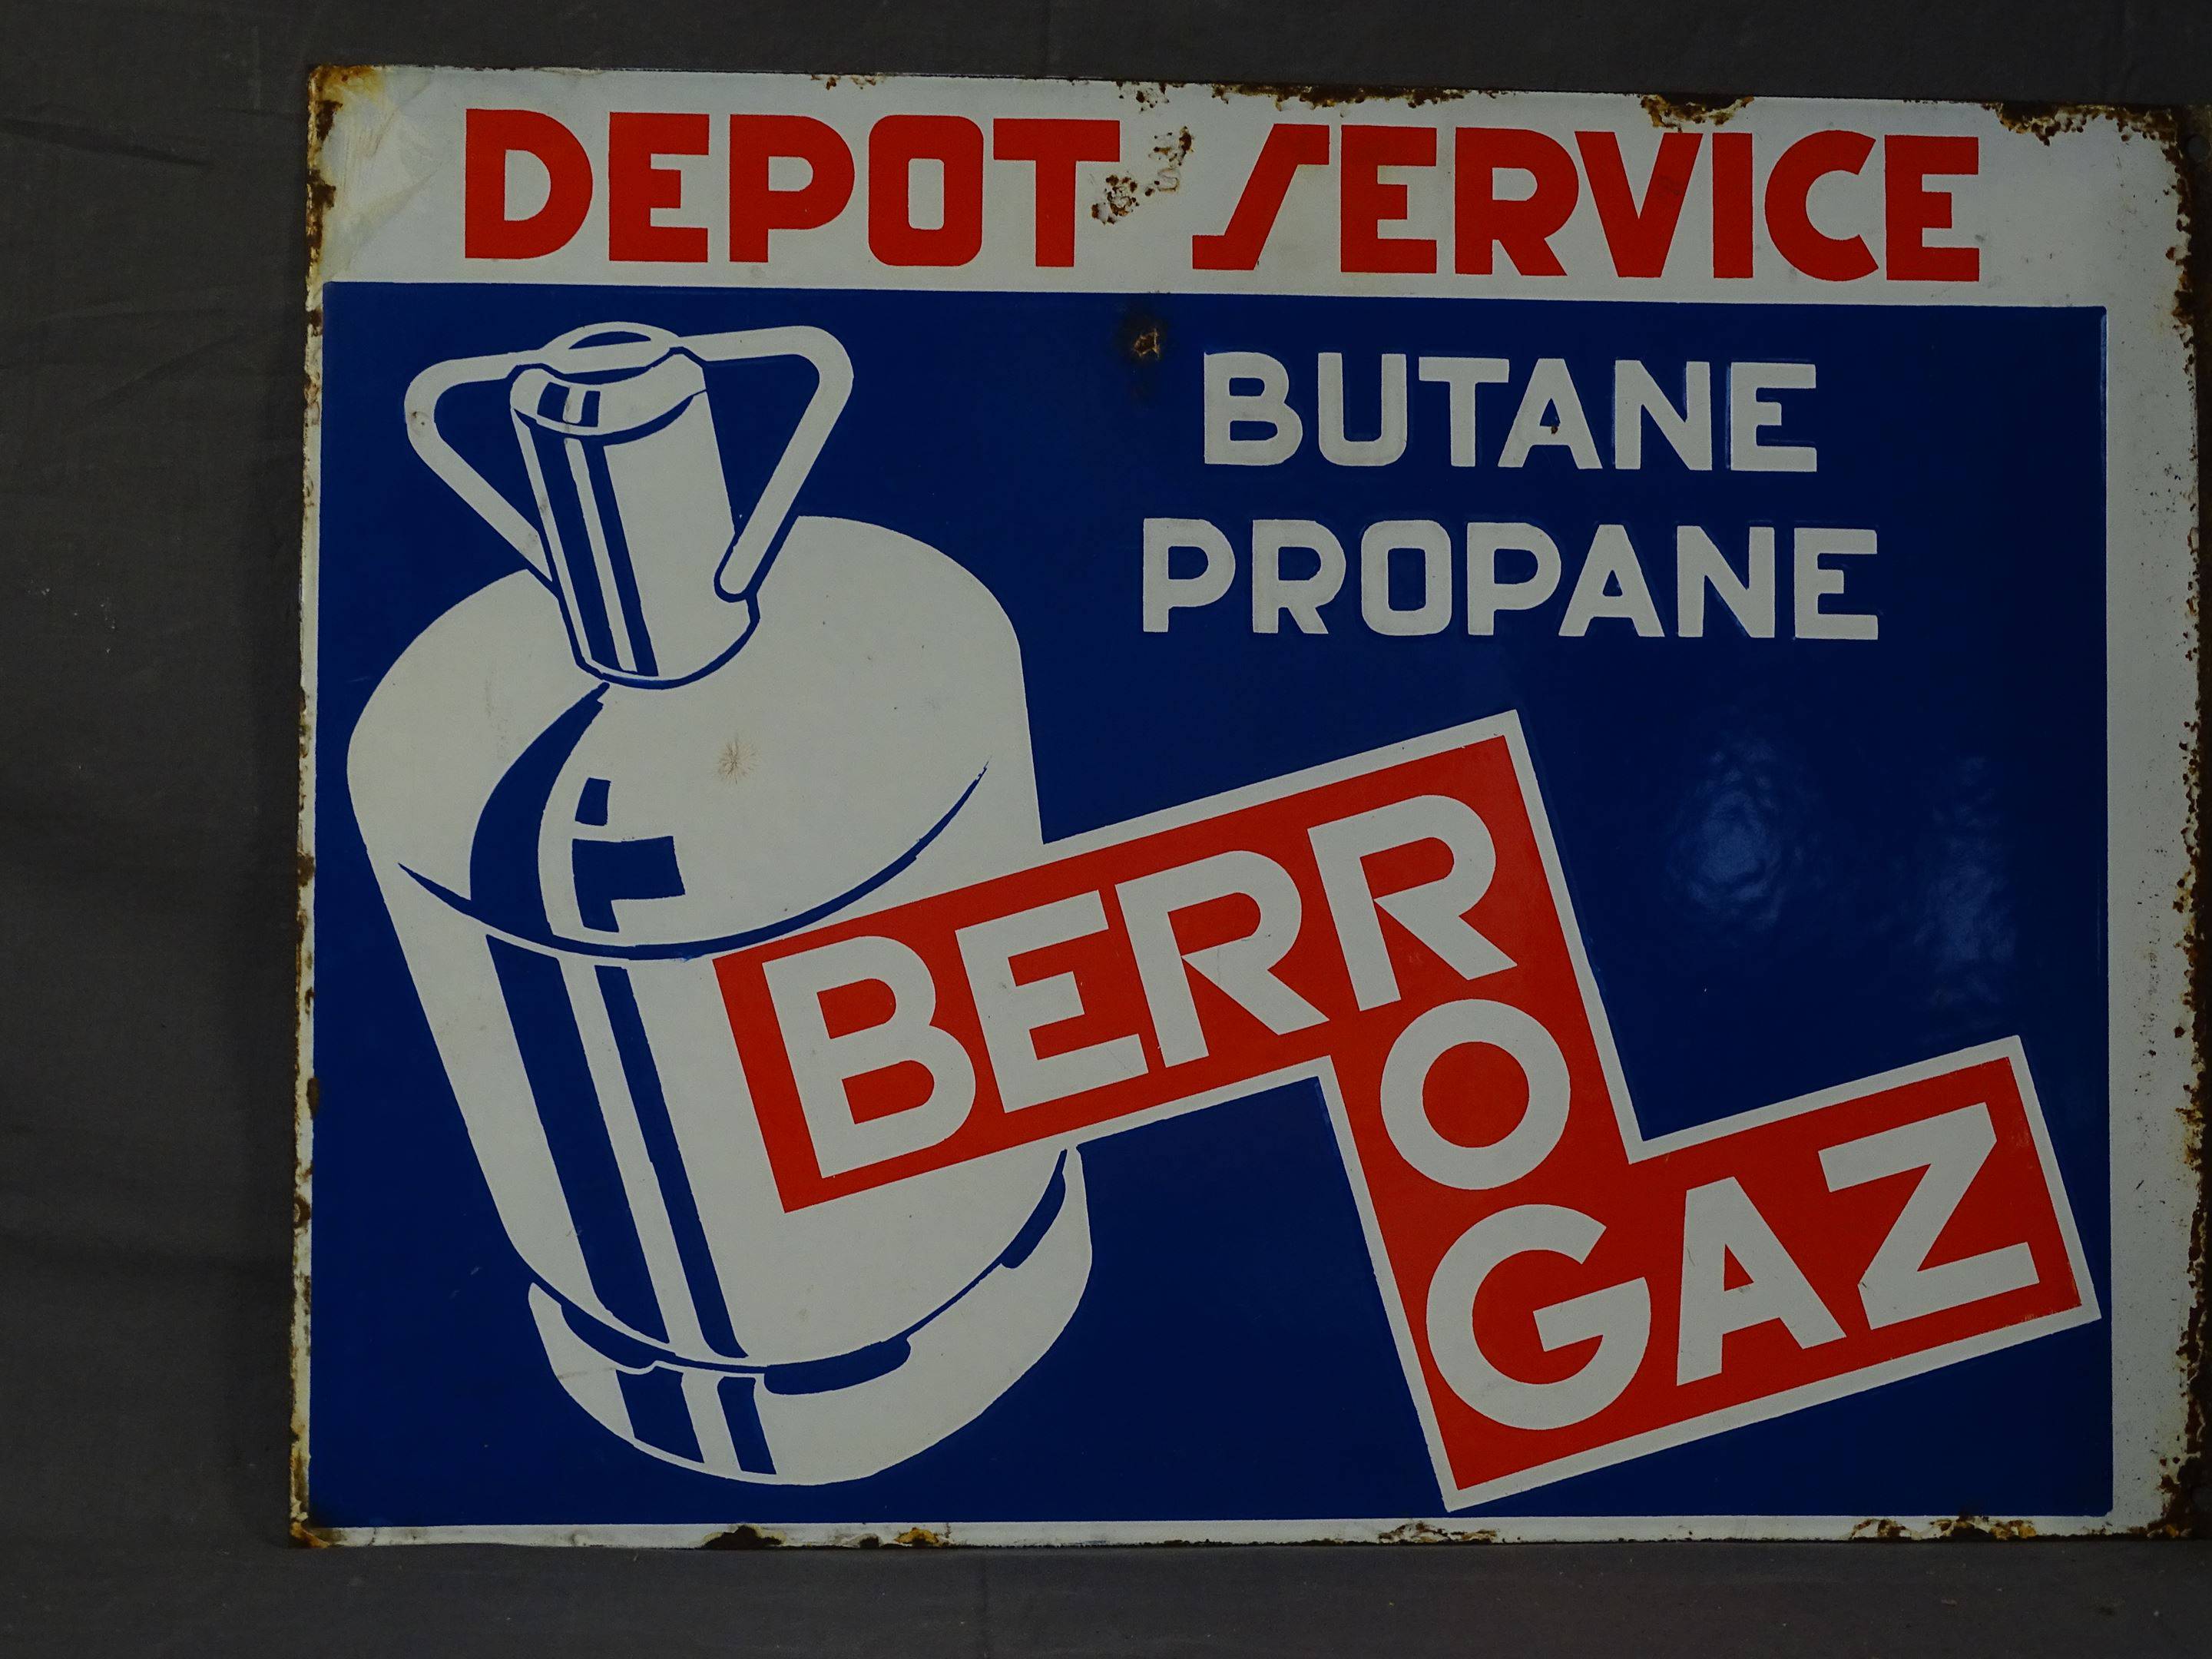 DEPOT SERVICE
BUTANE
PROPANE
BERR
O
GAZ